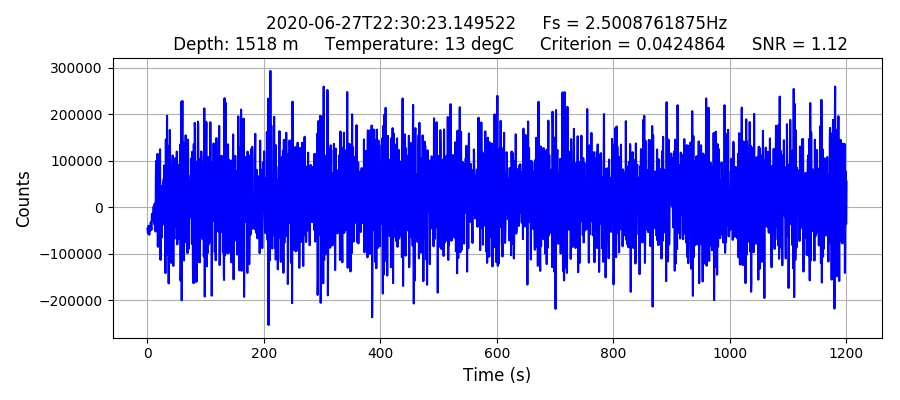 2020-06-27T22:30:23.149522 Fs = 2.5008761875Hz
Depth: 1518 m Temperature: 13 degC Criterion = 0.0424864 SNR = 1.12
300000
200000
100000
0
−100000
−200000
Counts
0 200 400 600 800 1000 1200
Time (s)